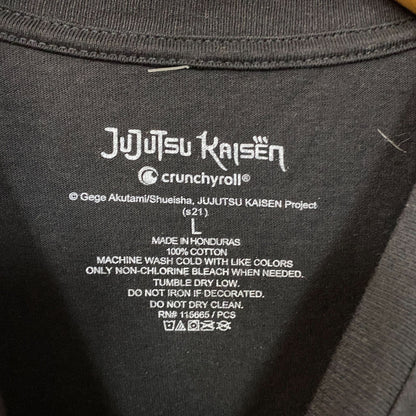 JUJUTSU KAISEN
crunchyroll®
© Gege Akutami/Shueisha, JUJUTSU KAISEN Project
(s21)
L
MADE IN HONDURAS
100% COTTON
MACHINE WASH COLD WITH LIKE COLORS
ONLY NON-CHLORINE BLEACH WHEN NEEDED.
TUMBLE DRY LOW.
DO NOT IRON IF DECORATED.
DO NOT DRY CLEAN.
RN# 115665 / PCS